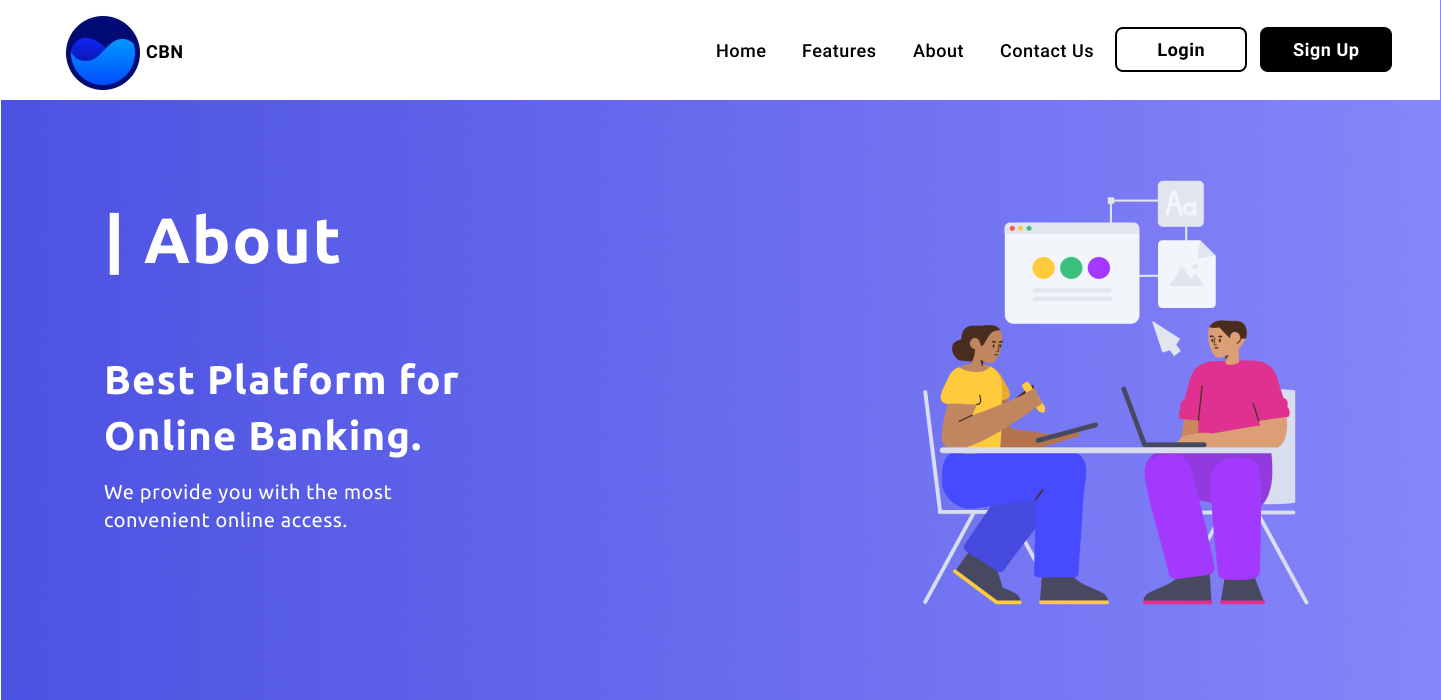 CBN
Home Features About Contact Us Login Sign Up
| About
Aa
Best Platform for
Online Banking.
We provide you with the most
convenient online access.